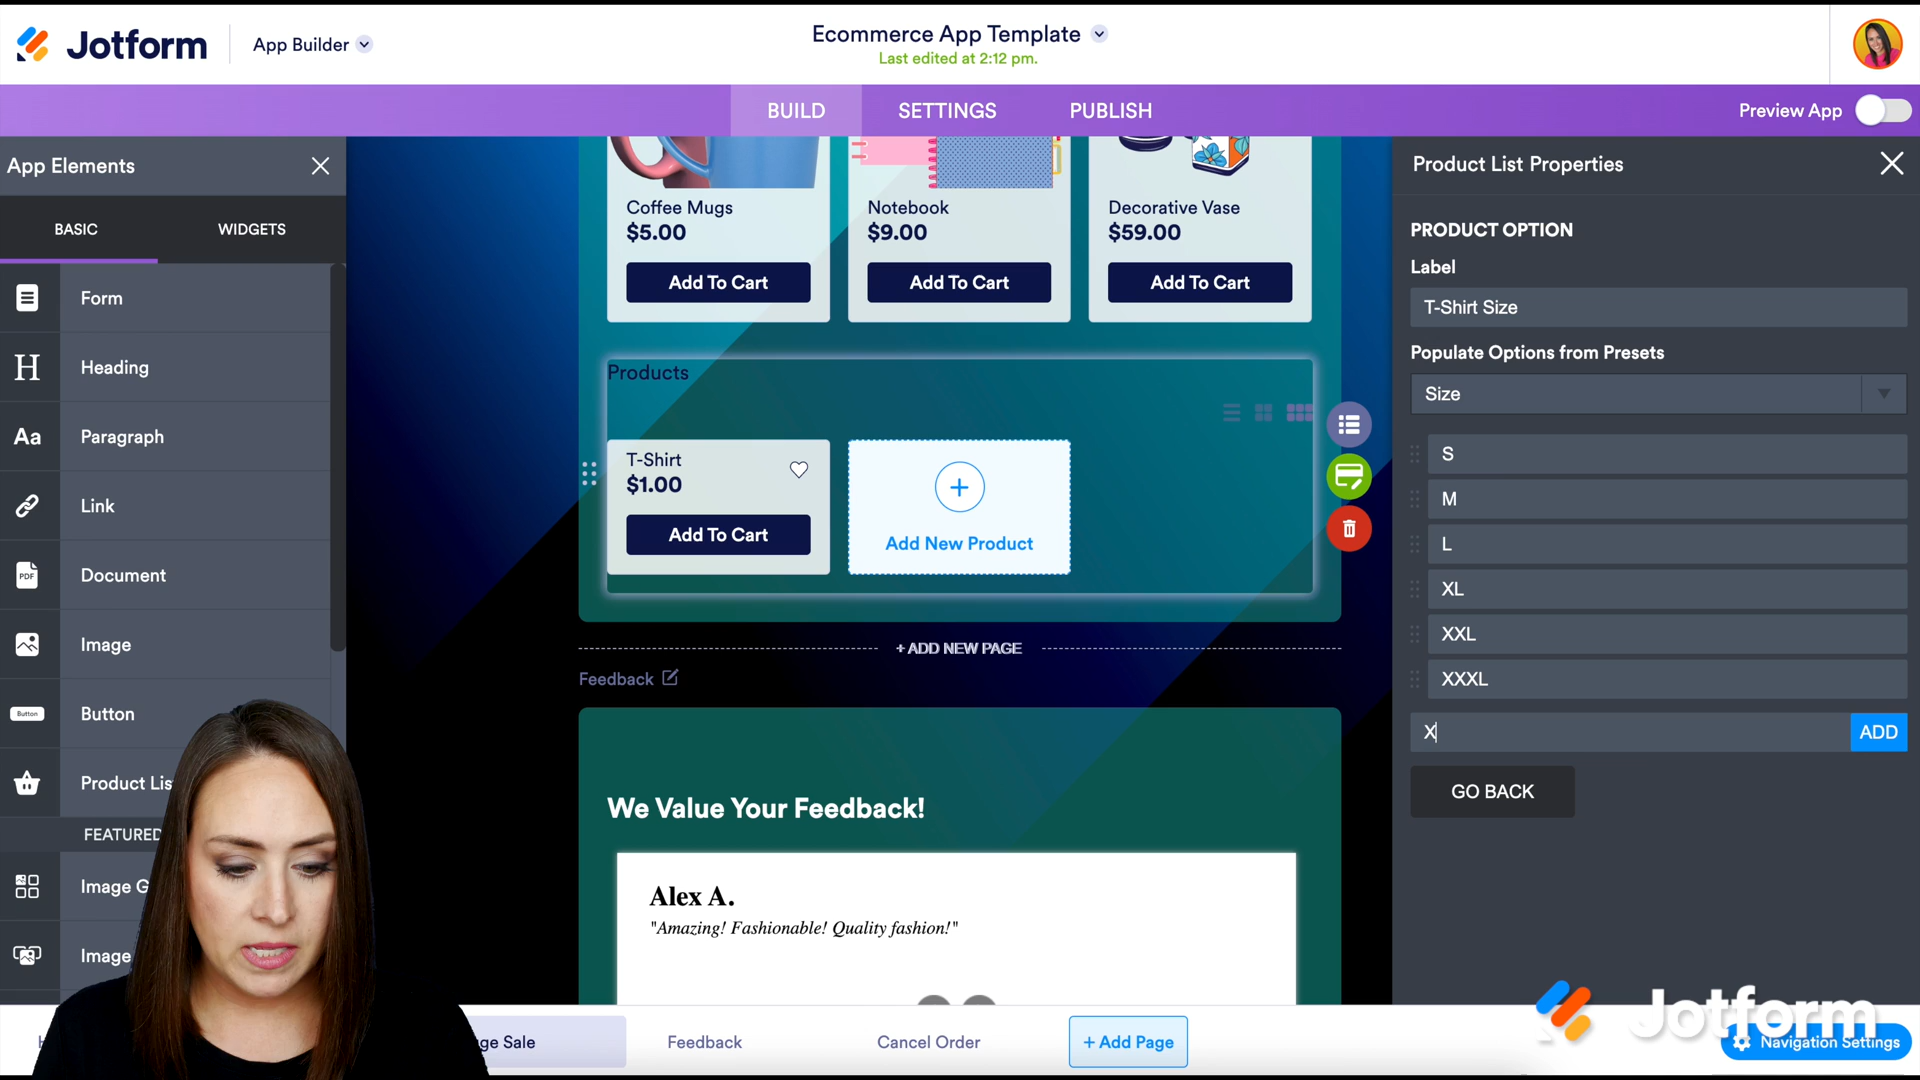 Jotform
App Builder
Ecommerce App Template
Last edited at 2:12 pm.
BUILD
SETTINGS
PUBLISH
Preview App
App Elements
BASIC
WIDGETS
Form
Heading
Aa
Paragraph
Link
PDF
Document
Image
Button
Button
Product Lis
FEATURED
Image G
Image
Coffee Mugs
$5.00
Add To Cart
Notebook
$9.00
Add To Cart
Decorative Vase
$59.00
Add To Cart
Products
T-Shirt
$1.00
Add To Cart
Add New Product
+ ADD NEW PAGE
Feedback
We Value Your Feedback!
Alex A.
"Amazing! Fashionable! Quality fashion!"
ge Sale
Feedback
Cancel Order
+ Add Page
Product List Properties
PRODUCT OPTION
Label
T-Shirt Size
Populate Options from Presets
Size
S
M
L
XL
XXL
XXXL
X
ADD
GO BACK
Jotform
Navigation Settings